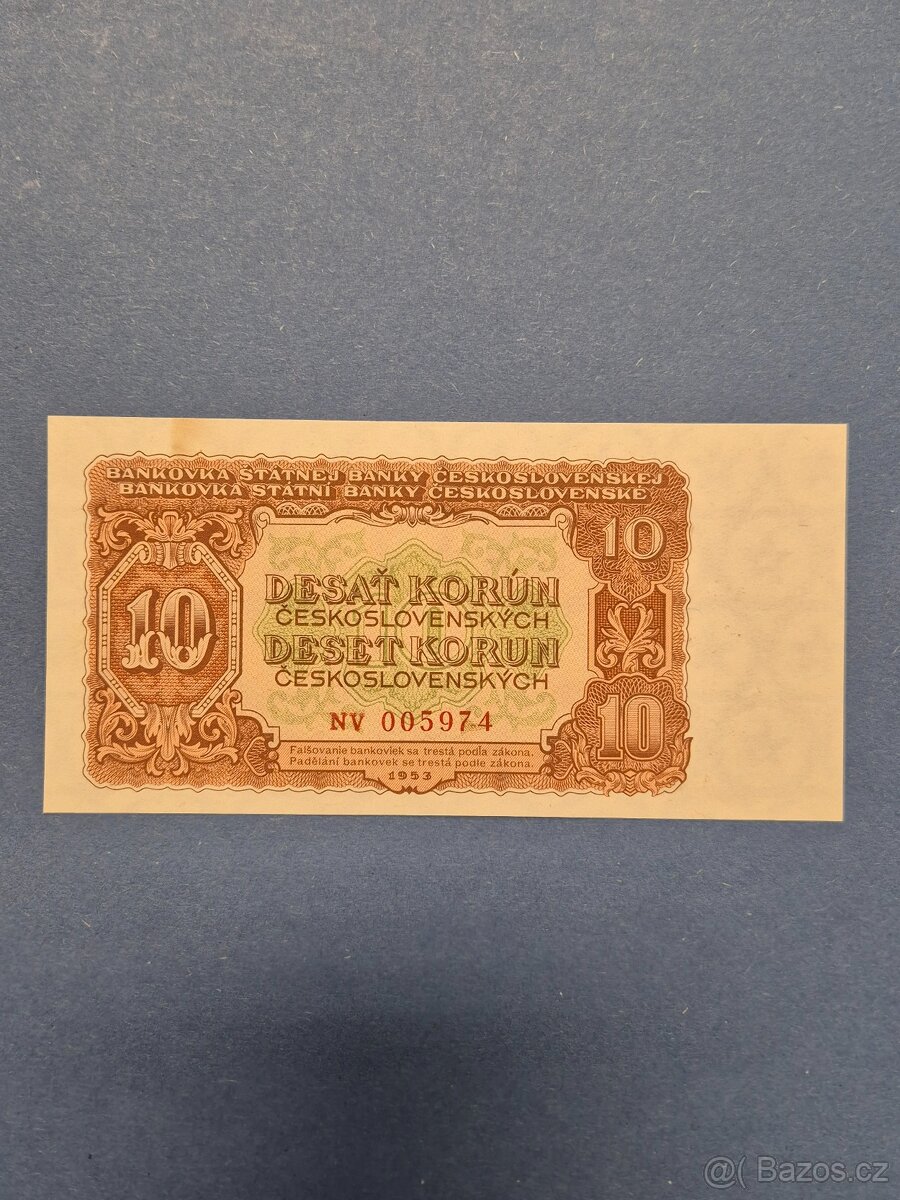 BANKOVKA ŠTÁTNEJ BANKY ČESKOSLOVENSKEJ
BANKOVKA STÁTNÍ BANKY ČESKOSLOVENSKÉ
10
10
DESAŤ KORÚN
ČESKOSLOVENSKÝCH
DESET KORUN
ČESKOSLOVENSKÝCH
NV 005974
10
Falšovanie bankoviek sa trestá podľa zákona.
Padělání bankovek se trestá podle zákona.
1953
@( Bazos.cz